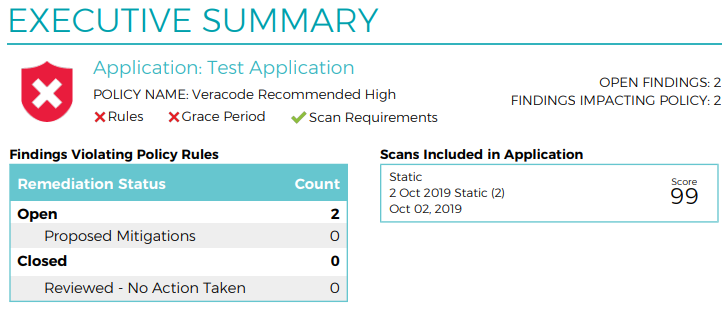 EXECUTIVE SUMMARY
Application: Test Application
POLICY NAME: Veracode Recommended High
Rules Grace Period Scan Requirements
OPEN FINDINGS: 2
FINDINGS IMPACTING POLICY: 2
Findings Violating Policy Rules
Remediation Status Count
Open 2
Proposed Mitigations 0
Closed 0
Reviewed - No Action Taken 0
Scans Included in Application
Static
2 Oct 2019 Static (2)
Oct 02, 2019
Score
99